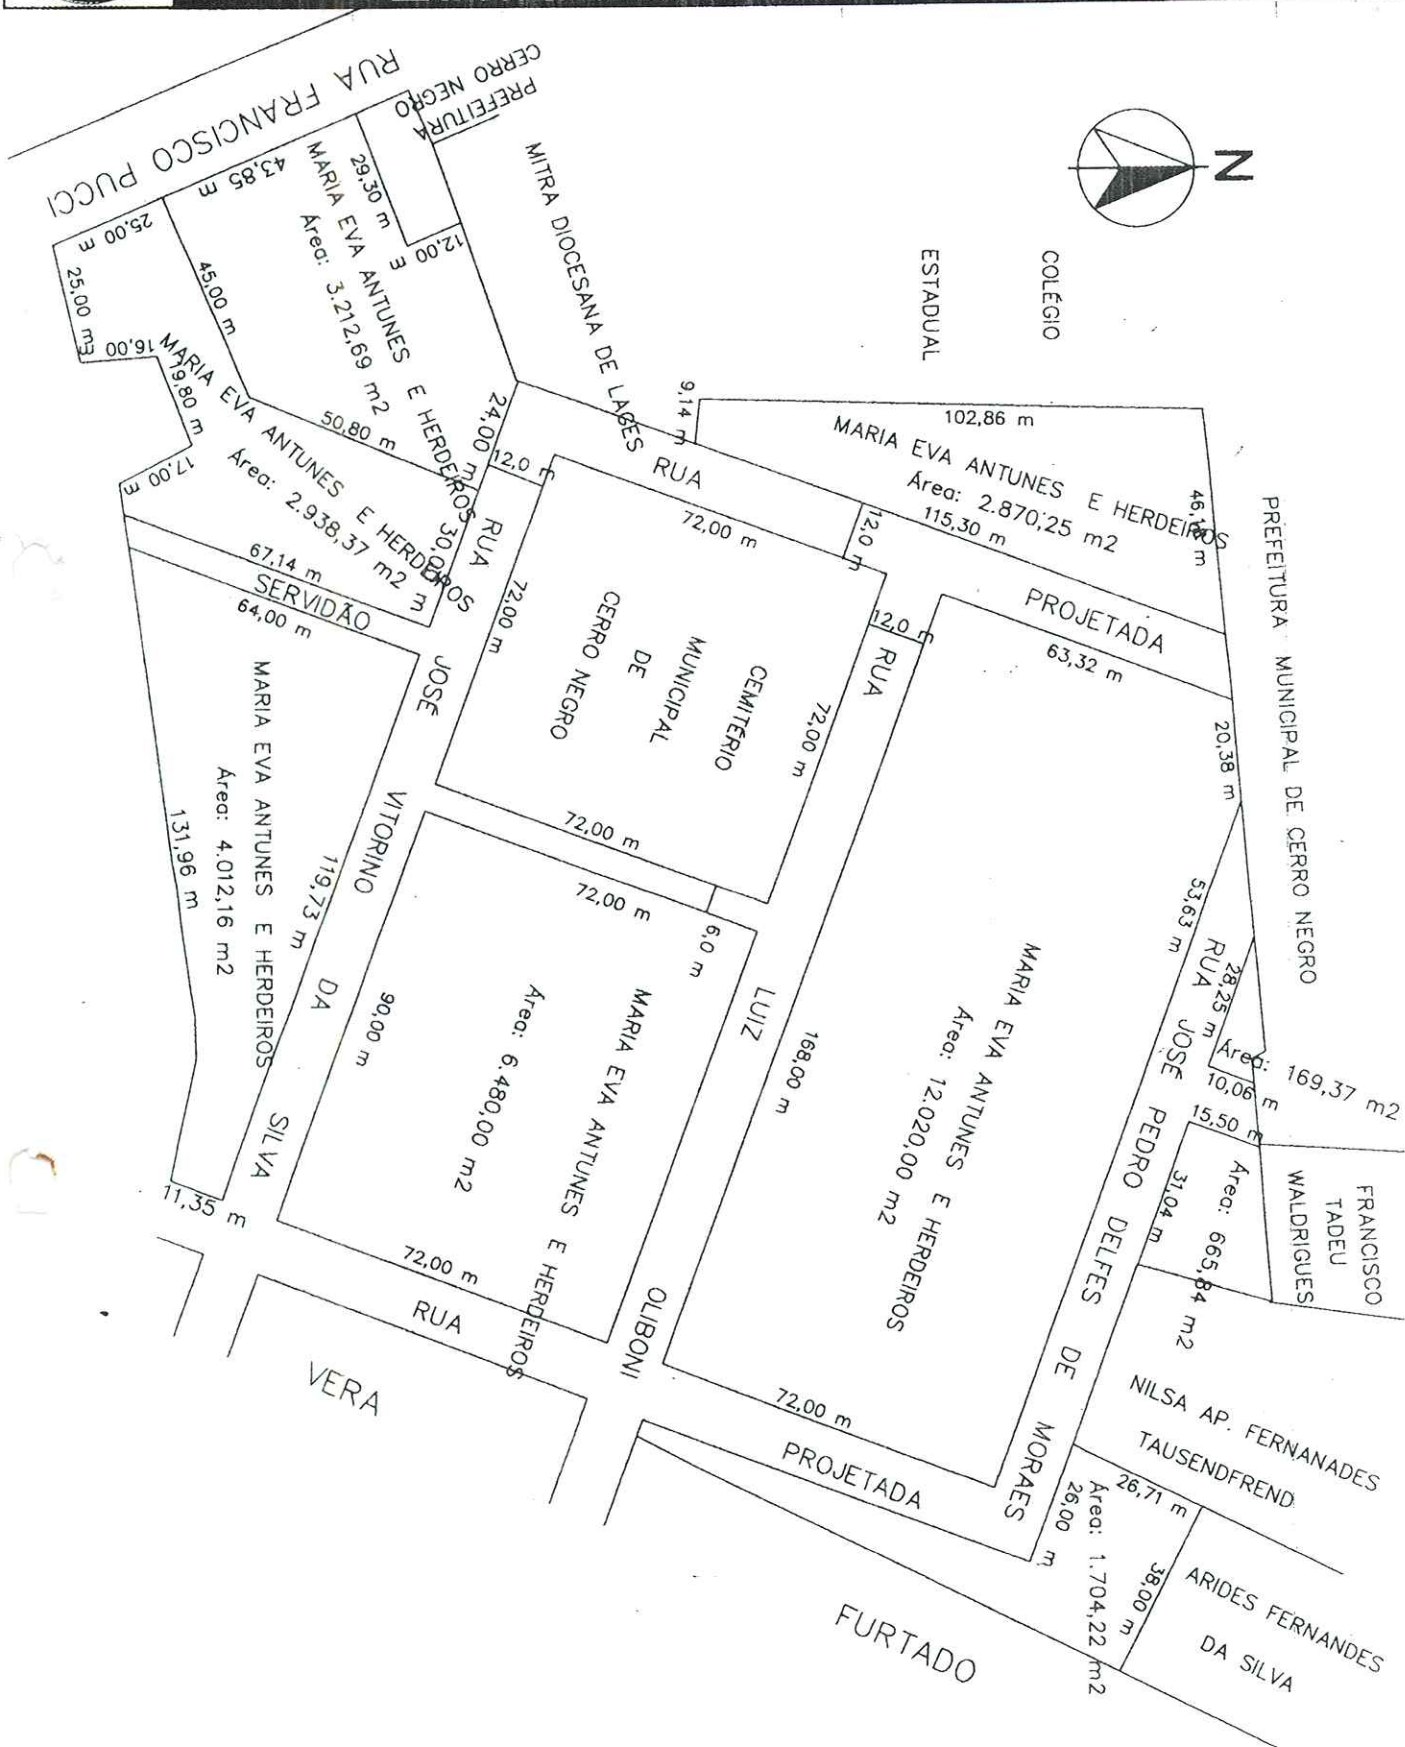 RUA FRANCISCO PUCCI
PREFEITURA
CERRO NEGRO
MITRA DIOCESANA DE LAGES
N
COLÉGIO
ESTADUAL
43,85 m
29,30 m
12,00 m
MARIA EVA ANTUNES E HERDEIROS
Área: 3.212,69 m2
25,00 m
25,00 m
16,00 m
45,00 m
19,80 m
17,00 m
50,80 m
24,00 m
12,0 m
MARIA EVA ANTUNES E HERDEIROS
Área: 2.938,37 m2
30,00 m
67,14 m
SERVIDÃO
64,00 m
9,14 m
102,86 m
MARIA EVA ANTUNES E HERDEIROS
Área: 2.870,25 m2
115,30 m
RUA PROJETADA
72,00 m
12,0 m
12,0 m
63,32 m
20,38 m
PREFEITURA MUNICIPAL DE CERRO NEGRO
RUA JOSÉ VITORINO DA SILVA
72,00 m
CEMITÉRIO
MUNICIPAL
DE
CERRO NEGRO
72,00 m
72,00 m
RUA LUIZ OLIBONI
MARIA EVA ANTUNES E HERDEIROS
Área: 4.012,16 m2
131,96 m
119,73 m
11,35 m
72,00 m
6,0 m
90,00 m
MARIA EVA ANTUNES E HERDEIROS
Área: 6.480,00 m2
72,00 m
168,00 m
MARIA EVA ANTUNES E HERDEIROS
Área: 12.020,00 m2
72,00 m
53,63 m
RUA JOSÉ PEDRO DELFES DE MORAES
28,25 m
Área: 169,37 m2
10,06 m
15,50 m
31,04 m
Área: 665,84 m2
FRANCISCO
TADEU
WALDRIGUES
NILSA AP. FERNANADES
TAUSENDFREND
26,71 m
26,00 m
Área: 1.704,22 m2
38,00 m
ARIDES FERNANDES
DA SILVA
RUA PROJETADA
VERA FURTADO